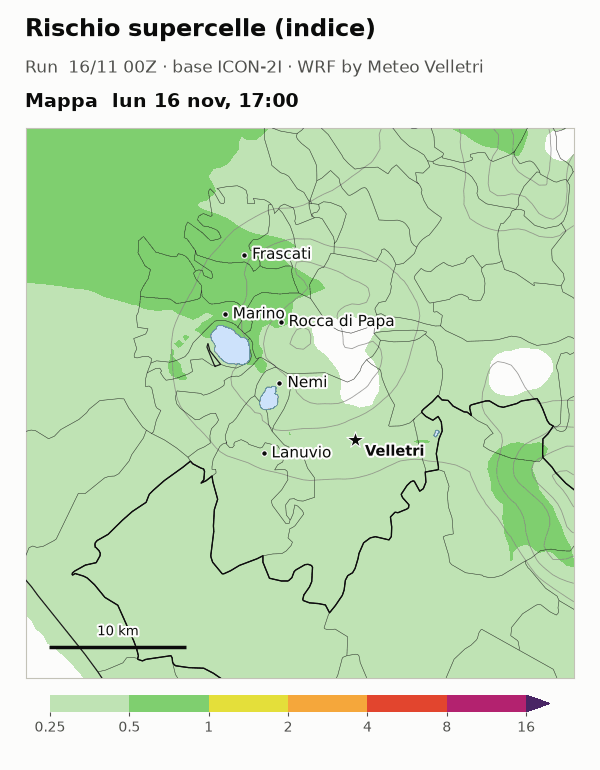 Rischio supercelle (indice)
Run 16/11 00Z · base ICON-2I · WRF by Meteo Velletri
Mappa lun 16 nov, 17:00
Frascati
Marino
Rocca di Papa
Nemi
Velletri
Lanuvio
10 km
0.25 0.5 1 2 4 8 16